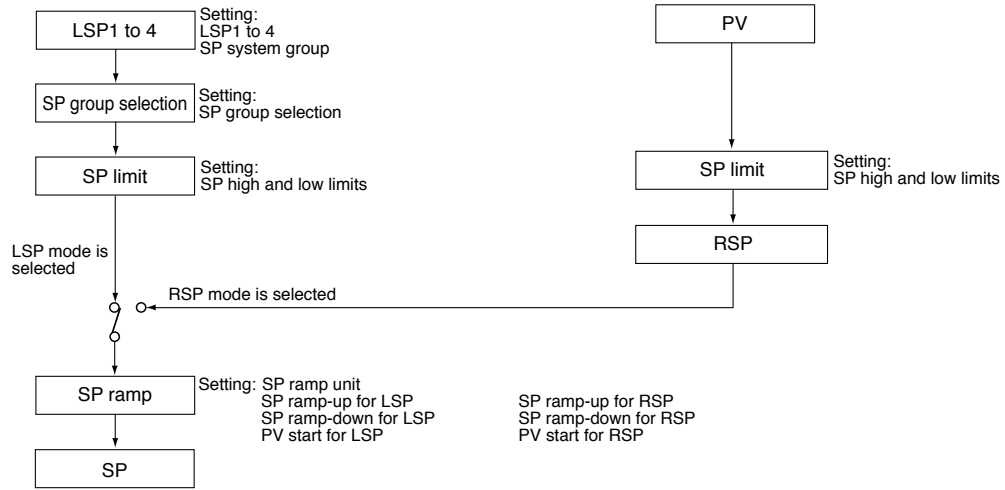 LSP1 to 4
Setting:
LSP1 to 4
SP system group
PV
SP group selection
Setting:
SP group selection
SP limit
Setting:
SP high and low limits
SP limit
Setting:
SP high and low limits
RSP
LSP mode is
selected
RSP mode is selected
SP ramp
Setting: SP ramp unit
SP ramp-up for LSP
SP ramp-down for LSP
PV start for LSP
SP ramp-up for RSP
SP ramp-down for RSP
PV start for RSP
SP